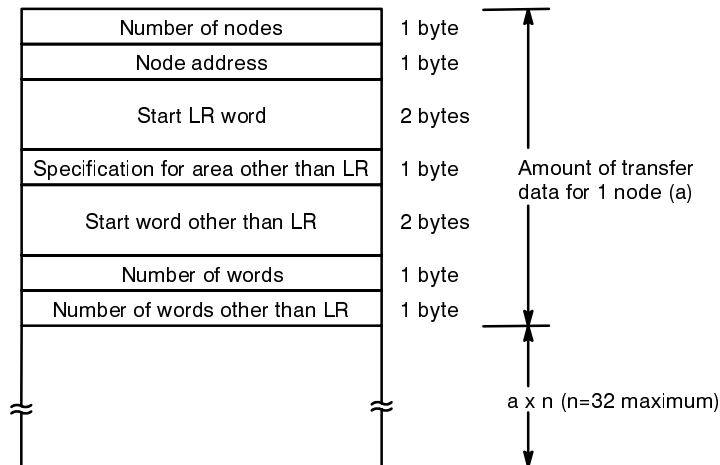 Number of nodes 1 byte
Node address 1 byte
Start LR word 2 bytes
Specification for area other than LR 1 byte
Amount of transfer
data for 1 node (a)
Start word other than LR 2 bytes
Number of words 1 byte
Number of words other than LR 1 byte
a x n (n=32 maximum)